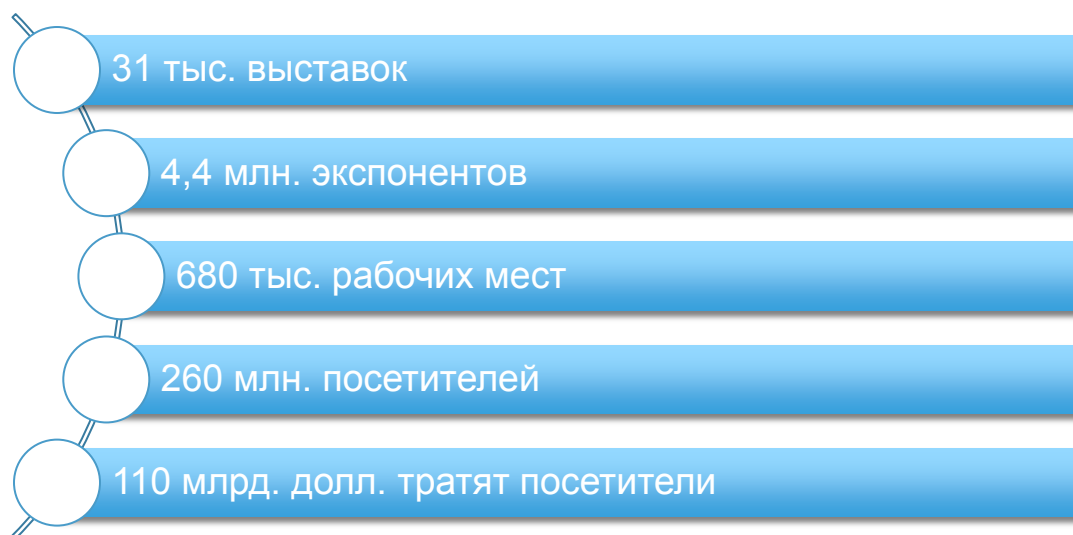 31 тыс. выставок
4,4 млн. экспонентов
680 тыс. рабочих мест
260 млн. посетителей
110 млрд. долл. тратят посетители